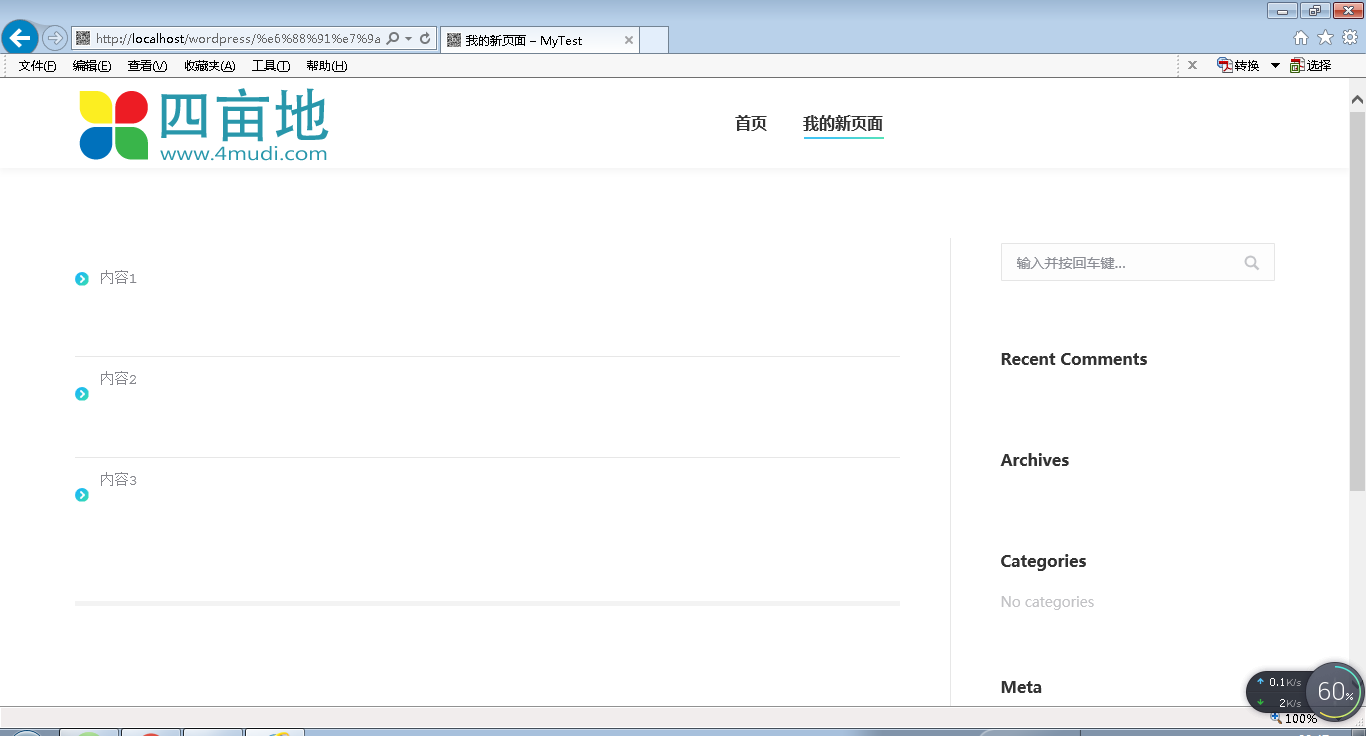 http://localhost/wordpress/%e6%88%91%e7%9a
我的新页面 – MyTest
文件(F) 编辑(E) 查看(V) 收藏夹(A) 工具(T) 帮助(H)
转换 选择
四亩地
www.4mudi.com
首页 我的新页面
内容1
内容2
内容3
输入并按回车键...
Recent Comments
Archives
Categories
No categories
Meta
0.1K/s
2K/s
60%
100%